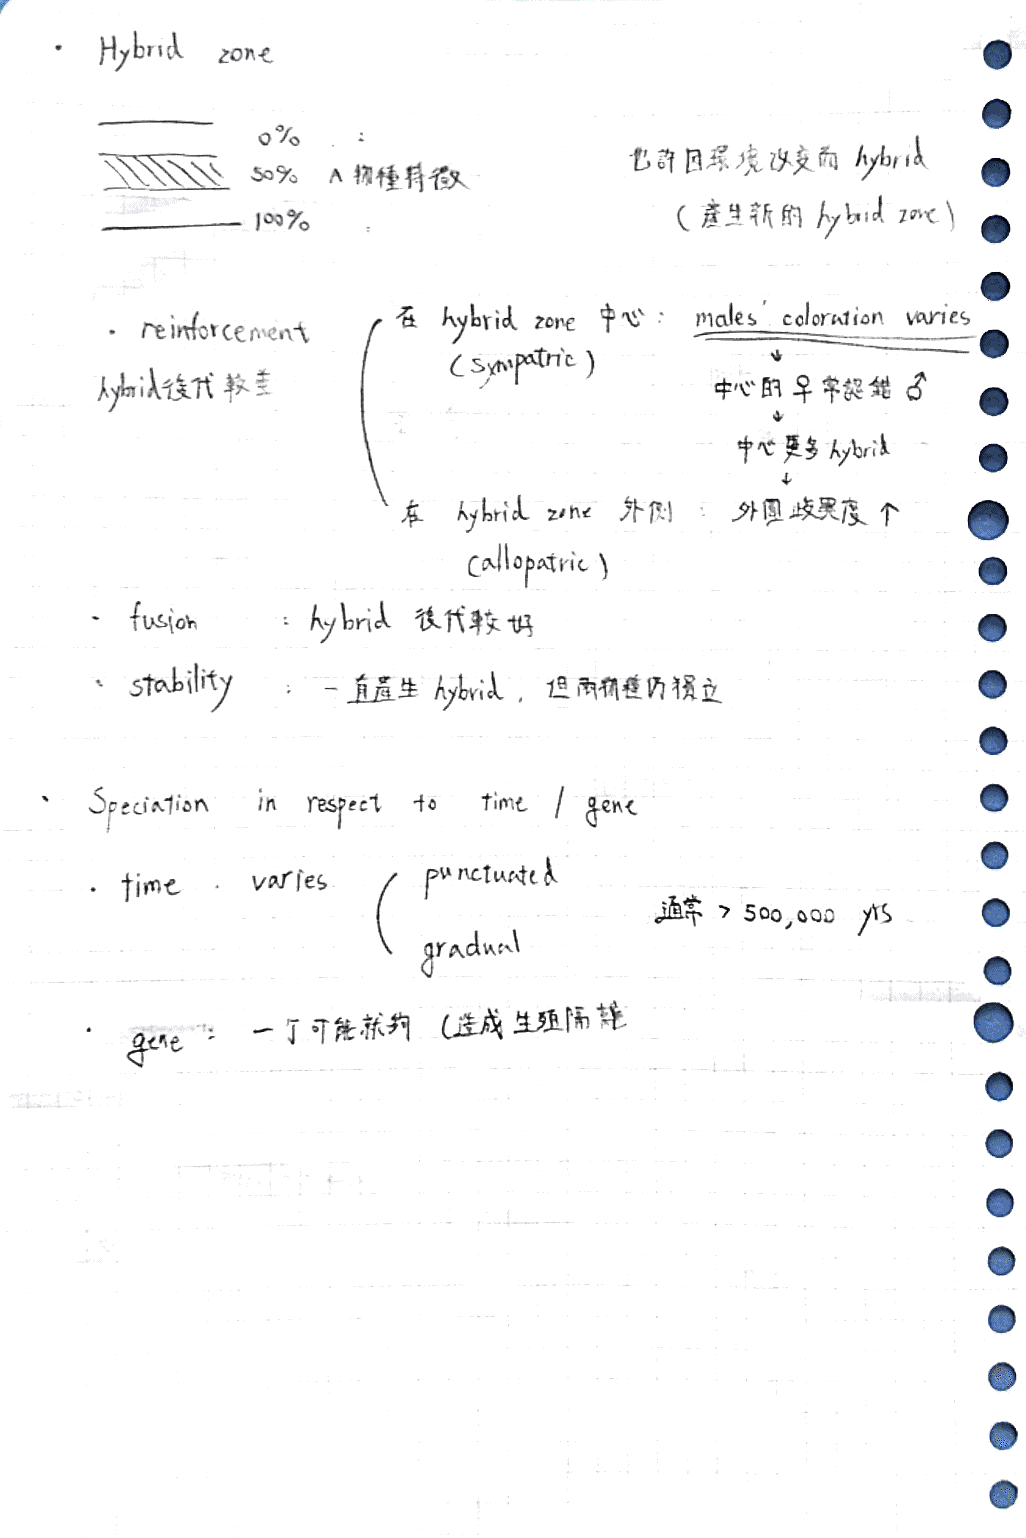 · Hybrid zone
0% :
50% A 物種特徵
100% :
也許因環境改變而 hybrid
(產生新的 hybrid zone)
· reinforcement
hybrid後代較差
在 hybrid zone 中心 : males' coloration varies
(sympatric)
↓
中心的♀常認錯♂
↓
中心更多 hybrid
↓
在 hybrid zone 外側 : 外圍歧異度↑
(allopatric)
· fusion : hybrid 後代較好
· stability : 一直產生 hybrid, 但兩物種仍獨立
· Speciation in respect to time / gene
· time . varies ( punctuated
gradual
通常 > 500,000 yrs
· gene : 一個可能就夠 (造成生殖隔離